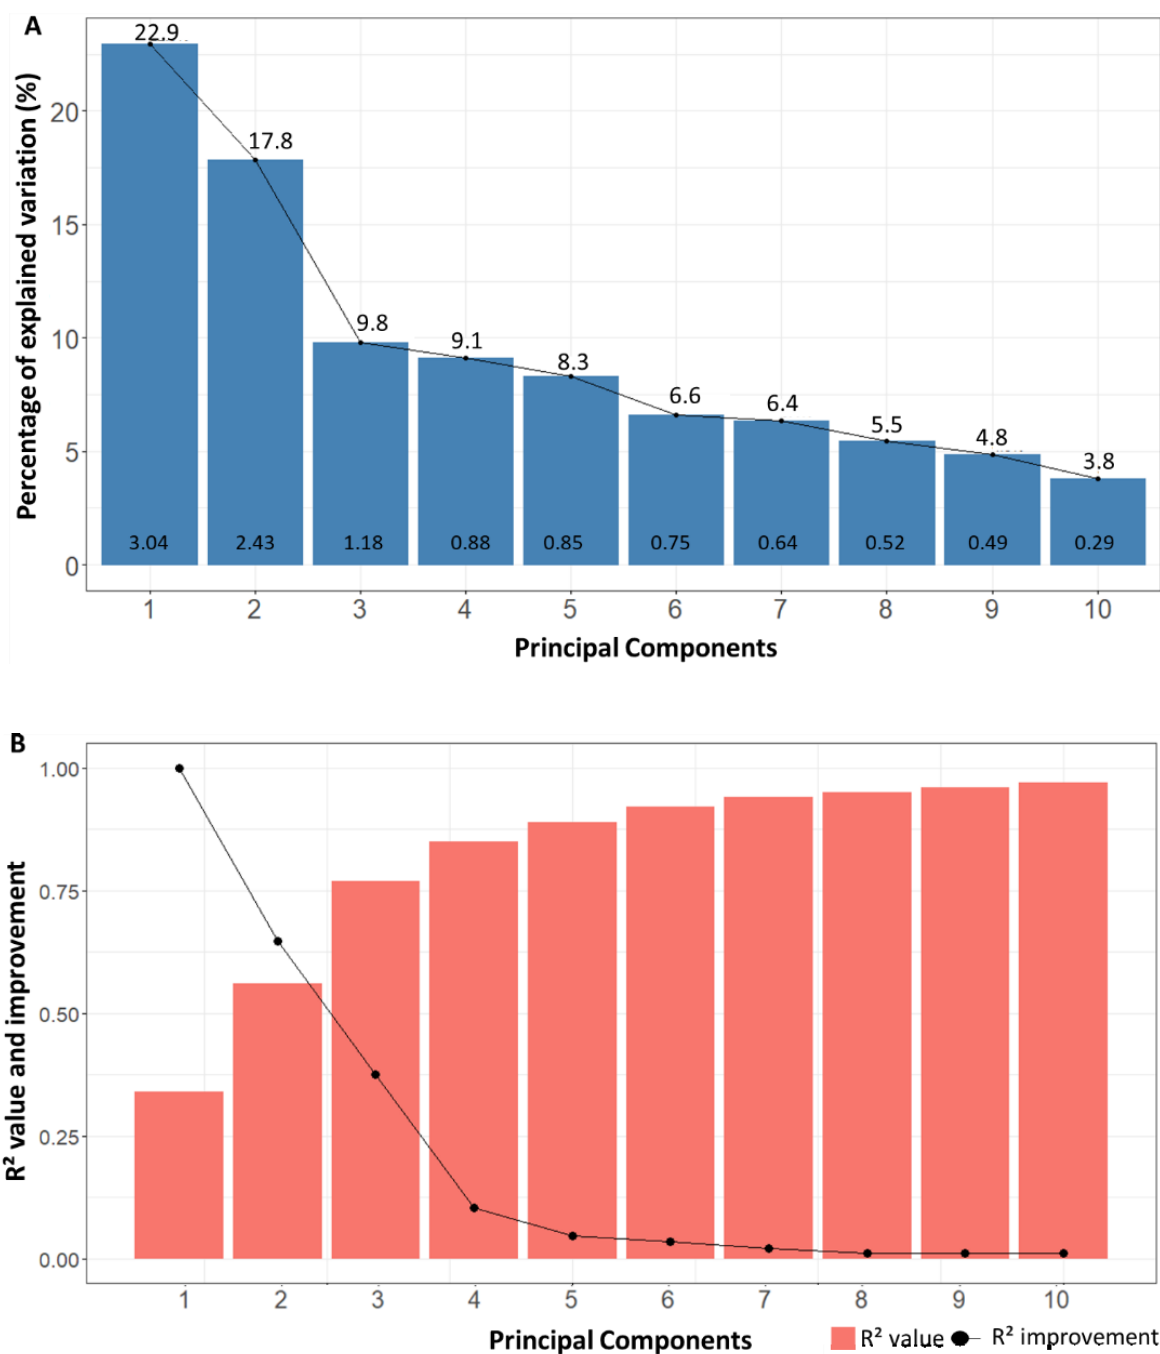 A
Percentage of explained variation (%)
22.9
17.8
9.8
9.1
8.3
6.6
6.4
5.5
4.8
3.8
20
15
10
5
0
3.04 2.43 1.18 0.88 0.85 0.75 0.64 0.52 0.49 0.29
1 2 3 4 5 6 7 8 9 10
Principal Components
B
R² value and improvement
1.00
0.75
0.50
0.25
0.00
1 2 3 4 5 6 7 8 9 10
Principal Components
R² value R² improvement